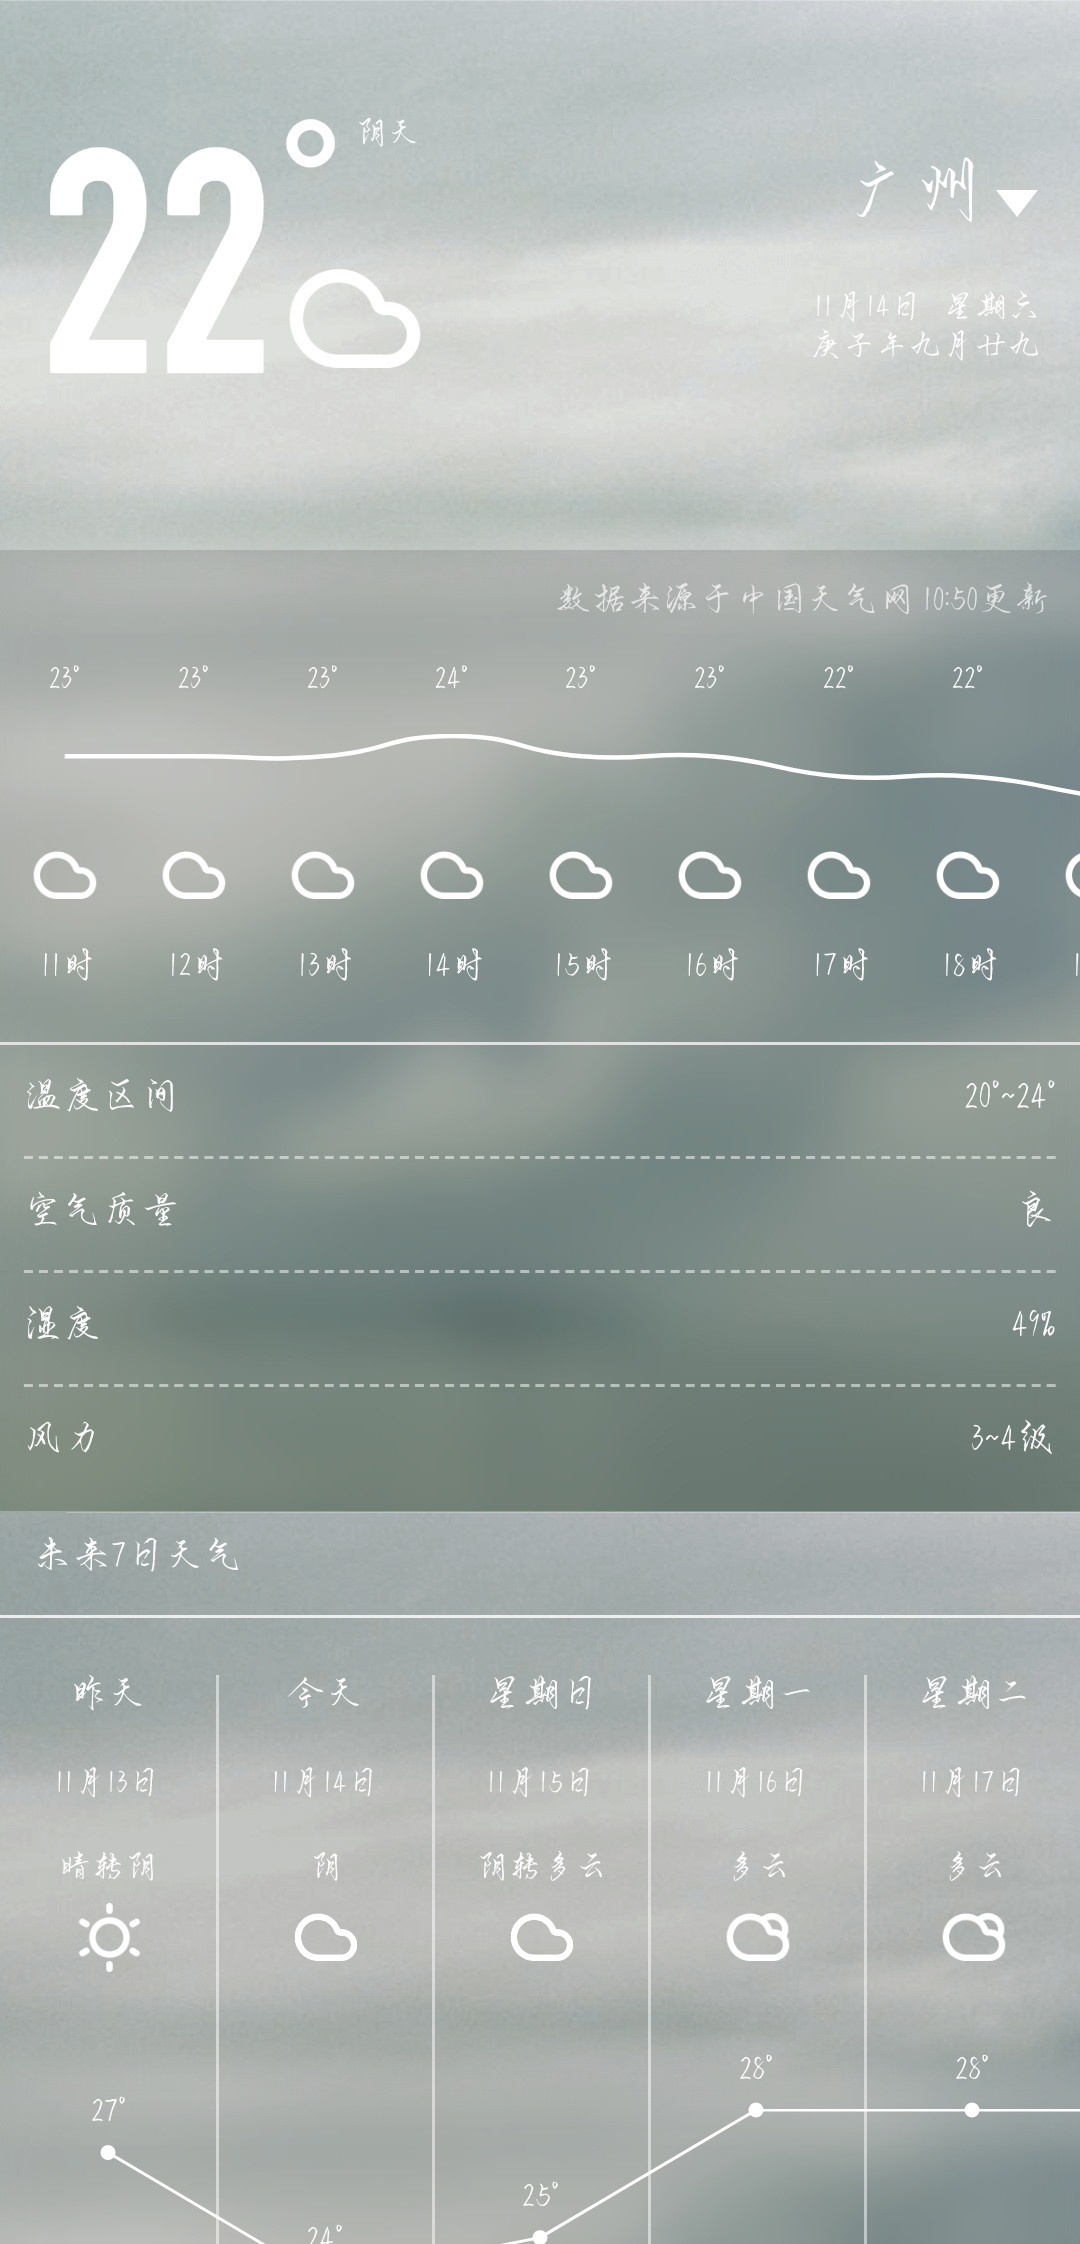 22°
阴天
广州
11月14日 星期六
庚子年九月廿九
数据来源于中国天气网 10:50更新
23° 23° 23° 24° 23° 23° 22° 22°
11时 12时 13时 14时 15时 16时 17时 18时
温度区间 20°~24°
空气质量 良
湿度 49%
风力 3~4级
未来7日天气
昨天 今天 星期日 星期一 星期二
11月13日 11月14日 11月15日 11月16日 11月17日
晴转阴 阴 阴转多云 多云 多云
28° 28°
27°
25°
24°